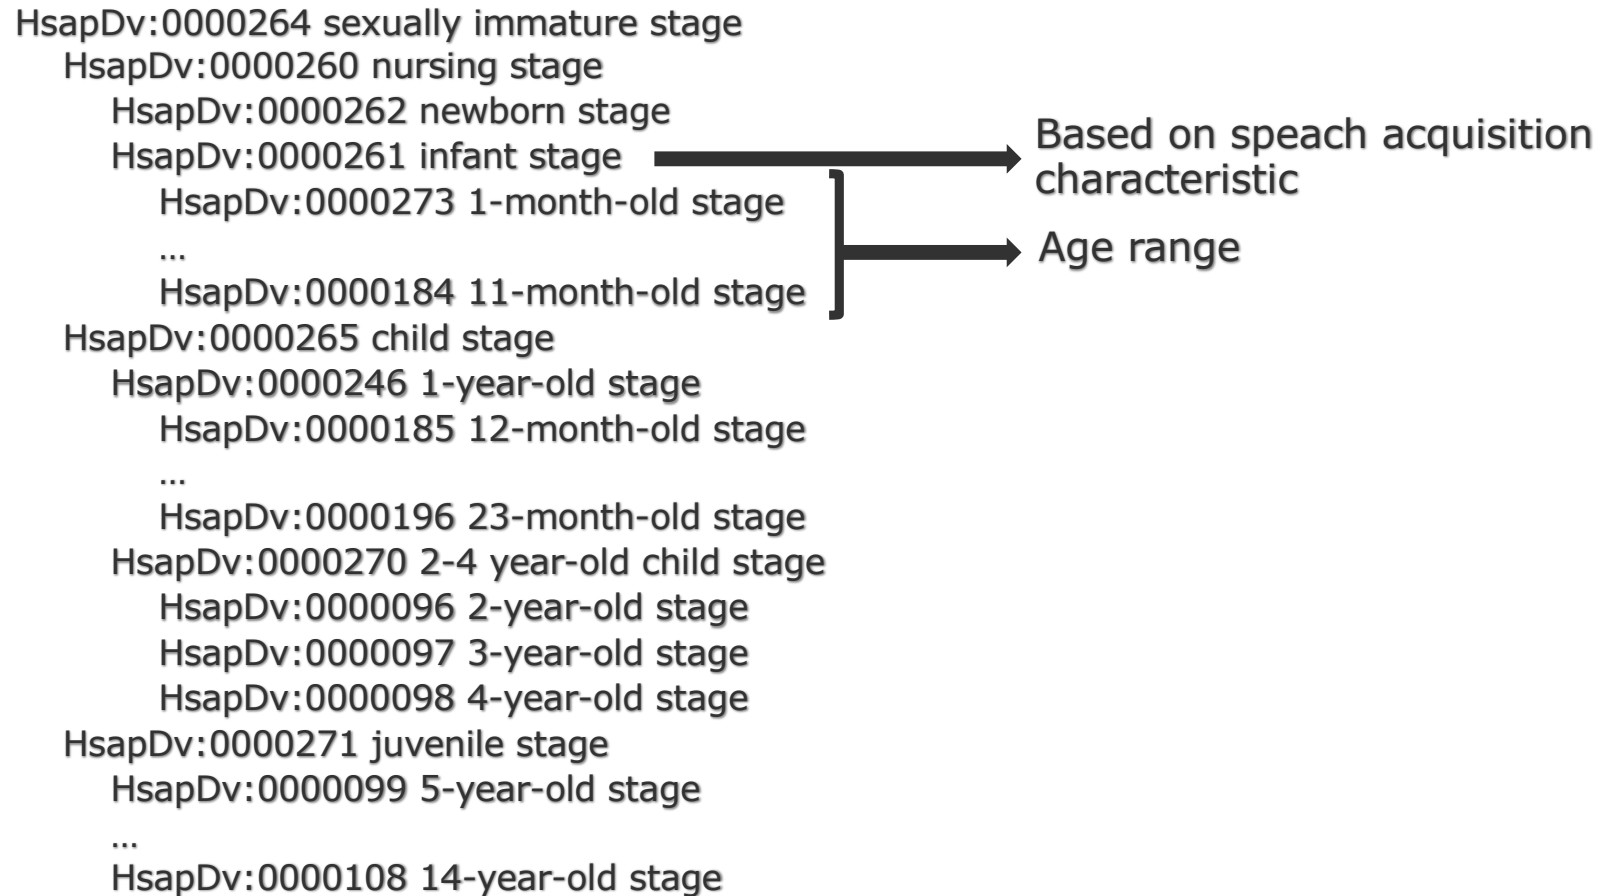 HsapDv:0000264 sexually immature stage
HsapDv:0000260 nursing stage
HsapDv:0000262 newborn stage
HsapDv:0000261 infant stage
Based on speach acquisition
characteristic
HsapDv:0000273 1-month-old stage
...
Age range
HsapDv:0000184 11-month-old stage
HsapDv:0000265 child stage
HsapDv:0000246 1-year-old stage
HsapDv:0000185 12-month-old stage
...
HsapDv:0000196 23-month-old stage
HsapDv:0000270 2-4 year-old child stage
HsapDv:0000096 2-year-old stage
HsapDv:0000097 3-year-old stage
HsapDv:0000098 4-year-old stage
HsapDv:0000271 juvenile stage
HsapDv:0000099 5-year-old stage
...
HsapDv:0000108 14-year-old stage